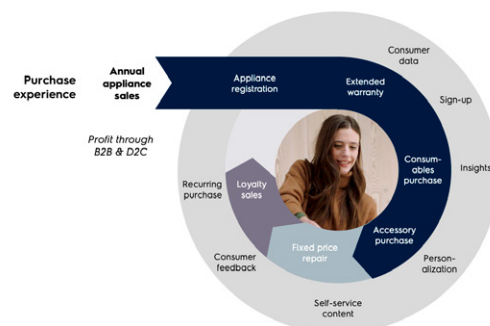 Purchase
experience
Annual
appliance
sales
Appliance
registration
Extended
warranty
Consumer
data
Sign-up
Profit through
B2B & D2C
Consum-
ables
purchase
Insights
Recurring
purchase
Loyalty
sales
Accessory
purchase
Fixed price
repair
Person-
alization
Consumer
feedback
Self-service
content